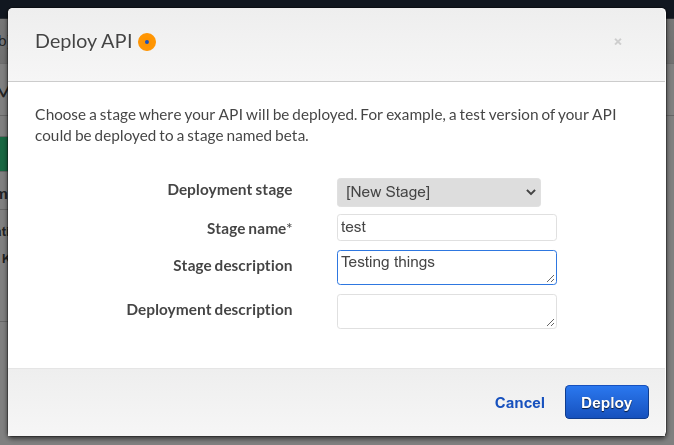 Deploy API
Choose a stage where your API will be deployed. For example, a test version of your API
could be deployed to a stage named beta.
Deployment stage [New Stage]
Stage name* test
Stage description Testing things
Deployment description
Cancel Deploy